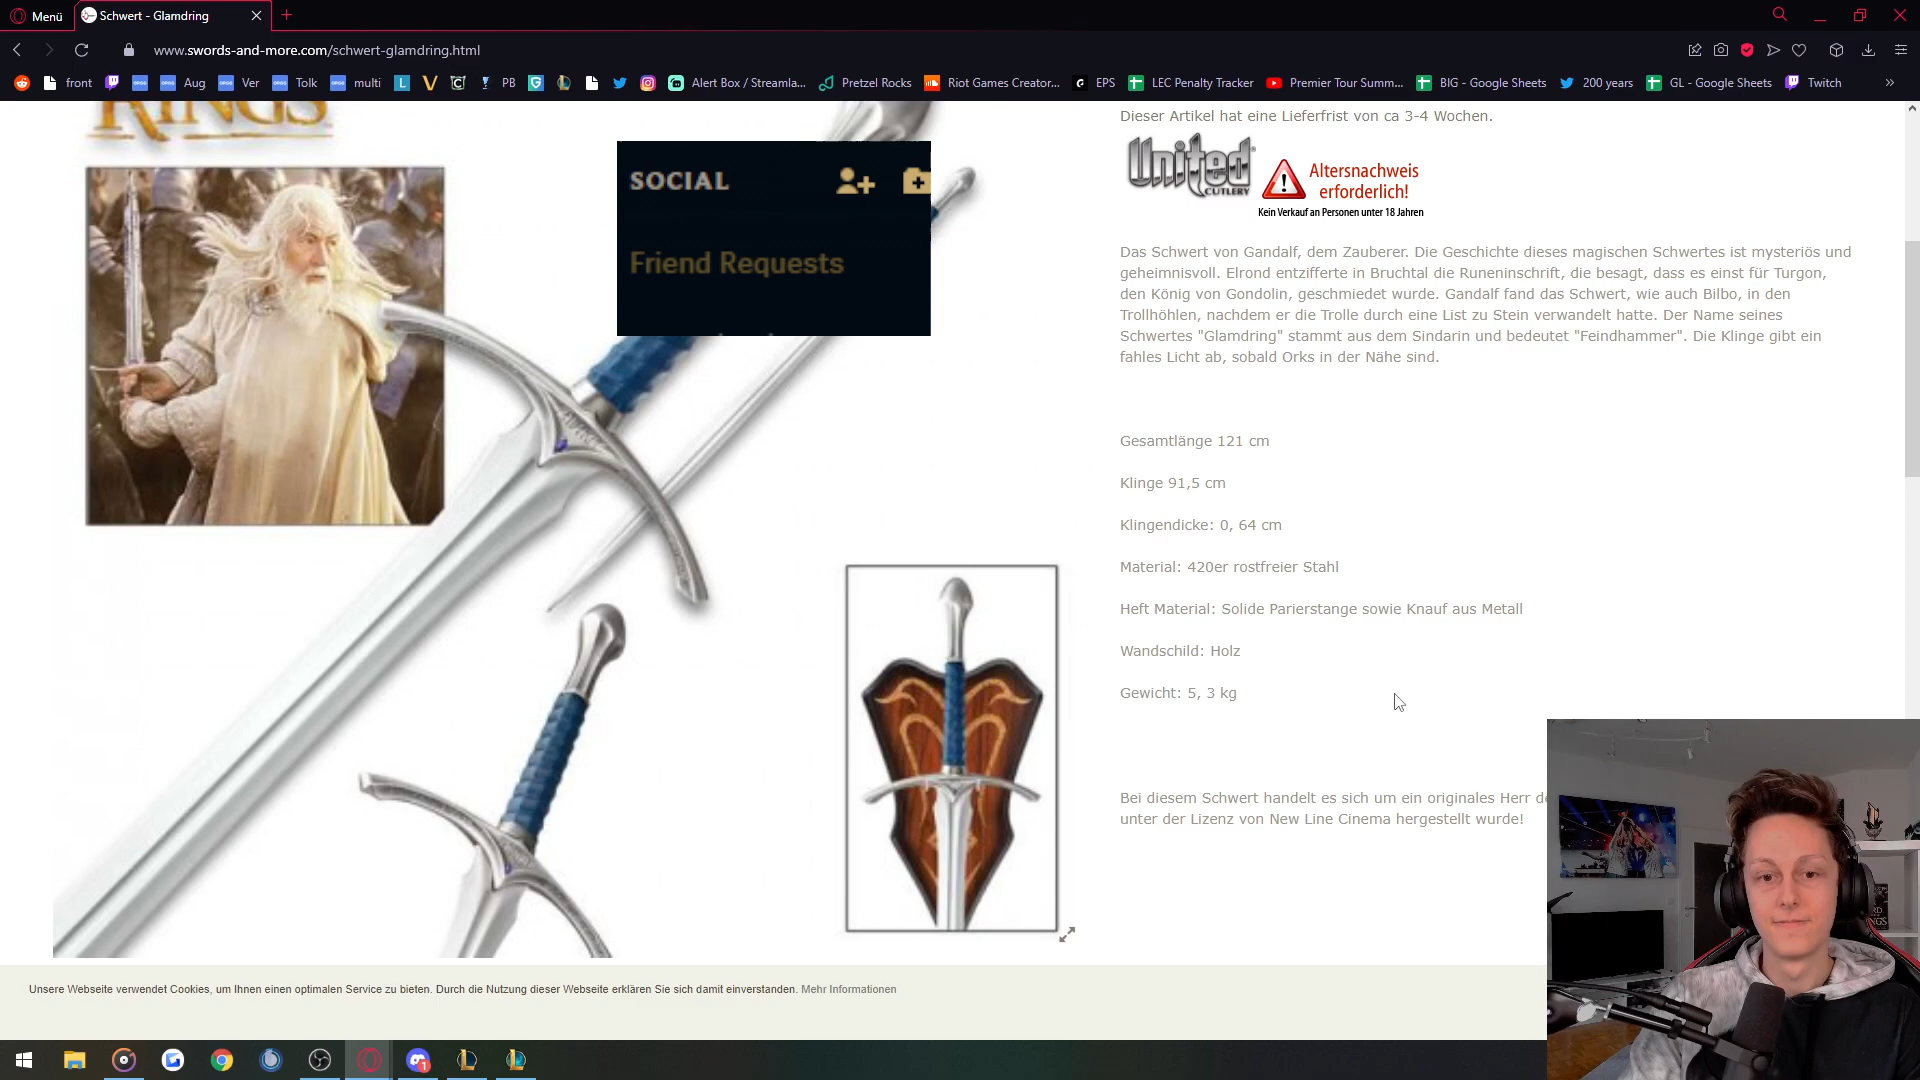 Menü
Schwert - Glamdring
www.swords-and-more.com/schwert-glamdring.html
front
Aug
Ver
Tolk
multi
PB
Alert Box / Streamla...
Pretzel Rocks
Riot Games Creator...
EPS
LEC Penalty Tracker
Premier Tour Summ...
BIG - Google Sheets
200 years
GL - Google Sheets
Twitch
RINGS
SOCIAL
Friend Requests
Dieser Artikel hat eine Lieferfrist von ca 3-4 Wochen.
United
CUTLERY
Altersnachweis
erforderlich!
Kein Verkauf an Personen unter 18 Jahren
Das Schwert von Gandalf, dem Zauberer. Die Geschichte dieses magischen Schwertes ist mysteriös und
geheimnisvoll. Elrond entzifferte in Bruchtal die Runeninschrift, die besagt, dass es einst für Turgon,
den König von Gondolin, geschmiedet wurde. Gandalf fand das Schwert, wie auch Bilbo, in den
Trollhöhlen, nachdem er die Trolle durch eine List zu Stein verwandelt hatte. Der Name seines
Schwertes "Glamdring" stammt aus dem Sindarin und bedeutet "Feindhammer". Die Klinge gibt ein
fahles Licht ab, sobald Orks in der Nähe sind.
Gesamtlänge 121 cm
Klinge 91,5 cm
Klingendicke: 0, 64 cm
Material: 420er rostfreier Stahl
Heft Material: Solide Parierstange sowie Knauf aus Metall
Wandschild: Holz
Gewicht: 5, 3 kg
Bei diesem Schwert handelt es sich um ein originales Herr
unter der Lizenz von New Line Cinema hergestellt wurde!
Unsere Webseite verwendet Cookies, um Ihnen einen optimalen Service zu bieten. Durch die Nutzung dieser Webseite erklären Sie sich damit einverstanden. Mehr Informationen